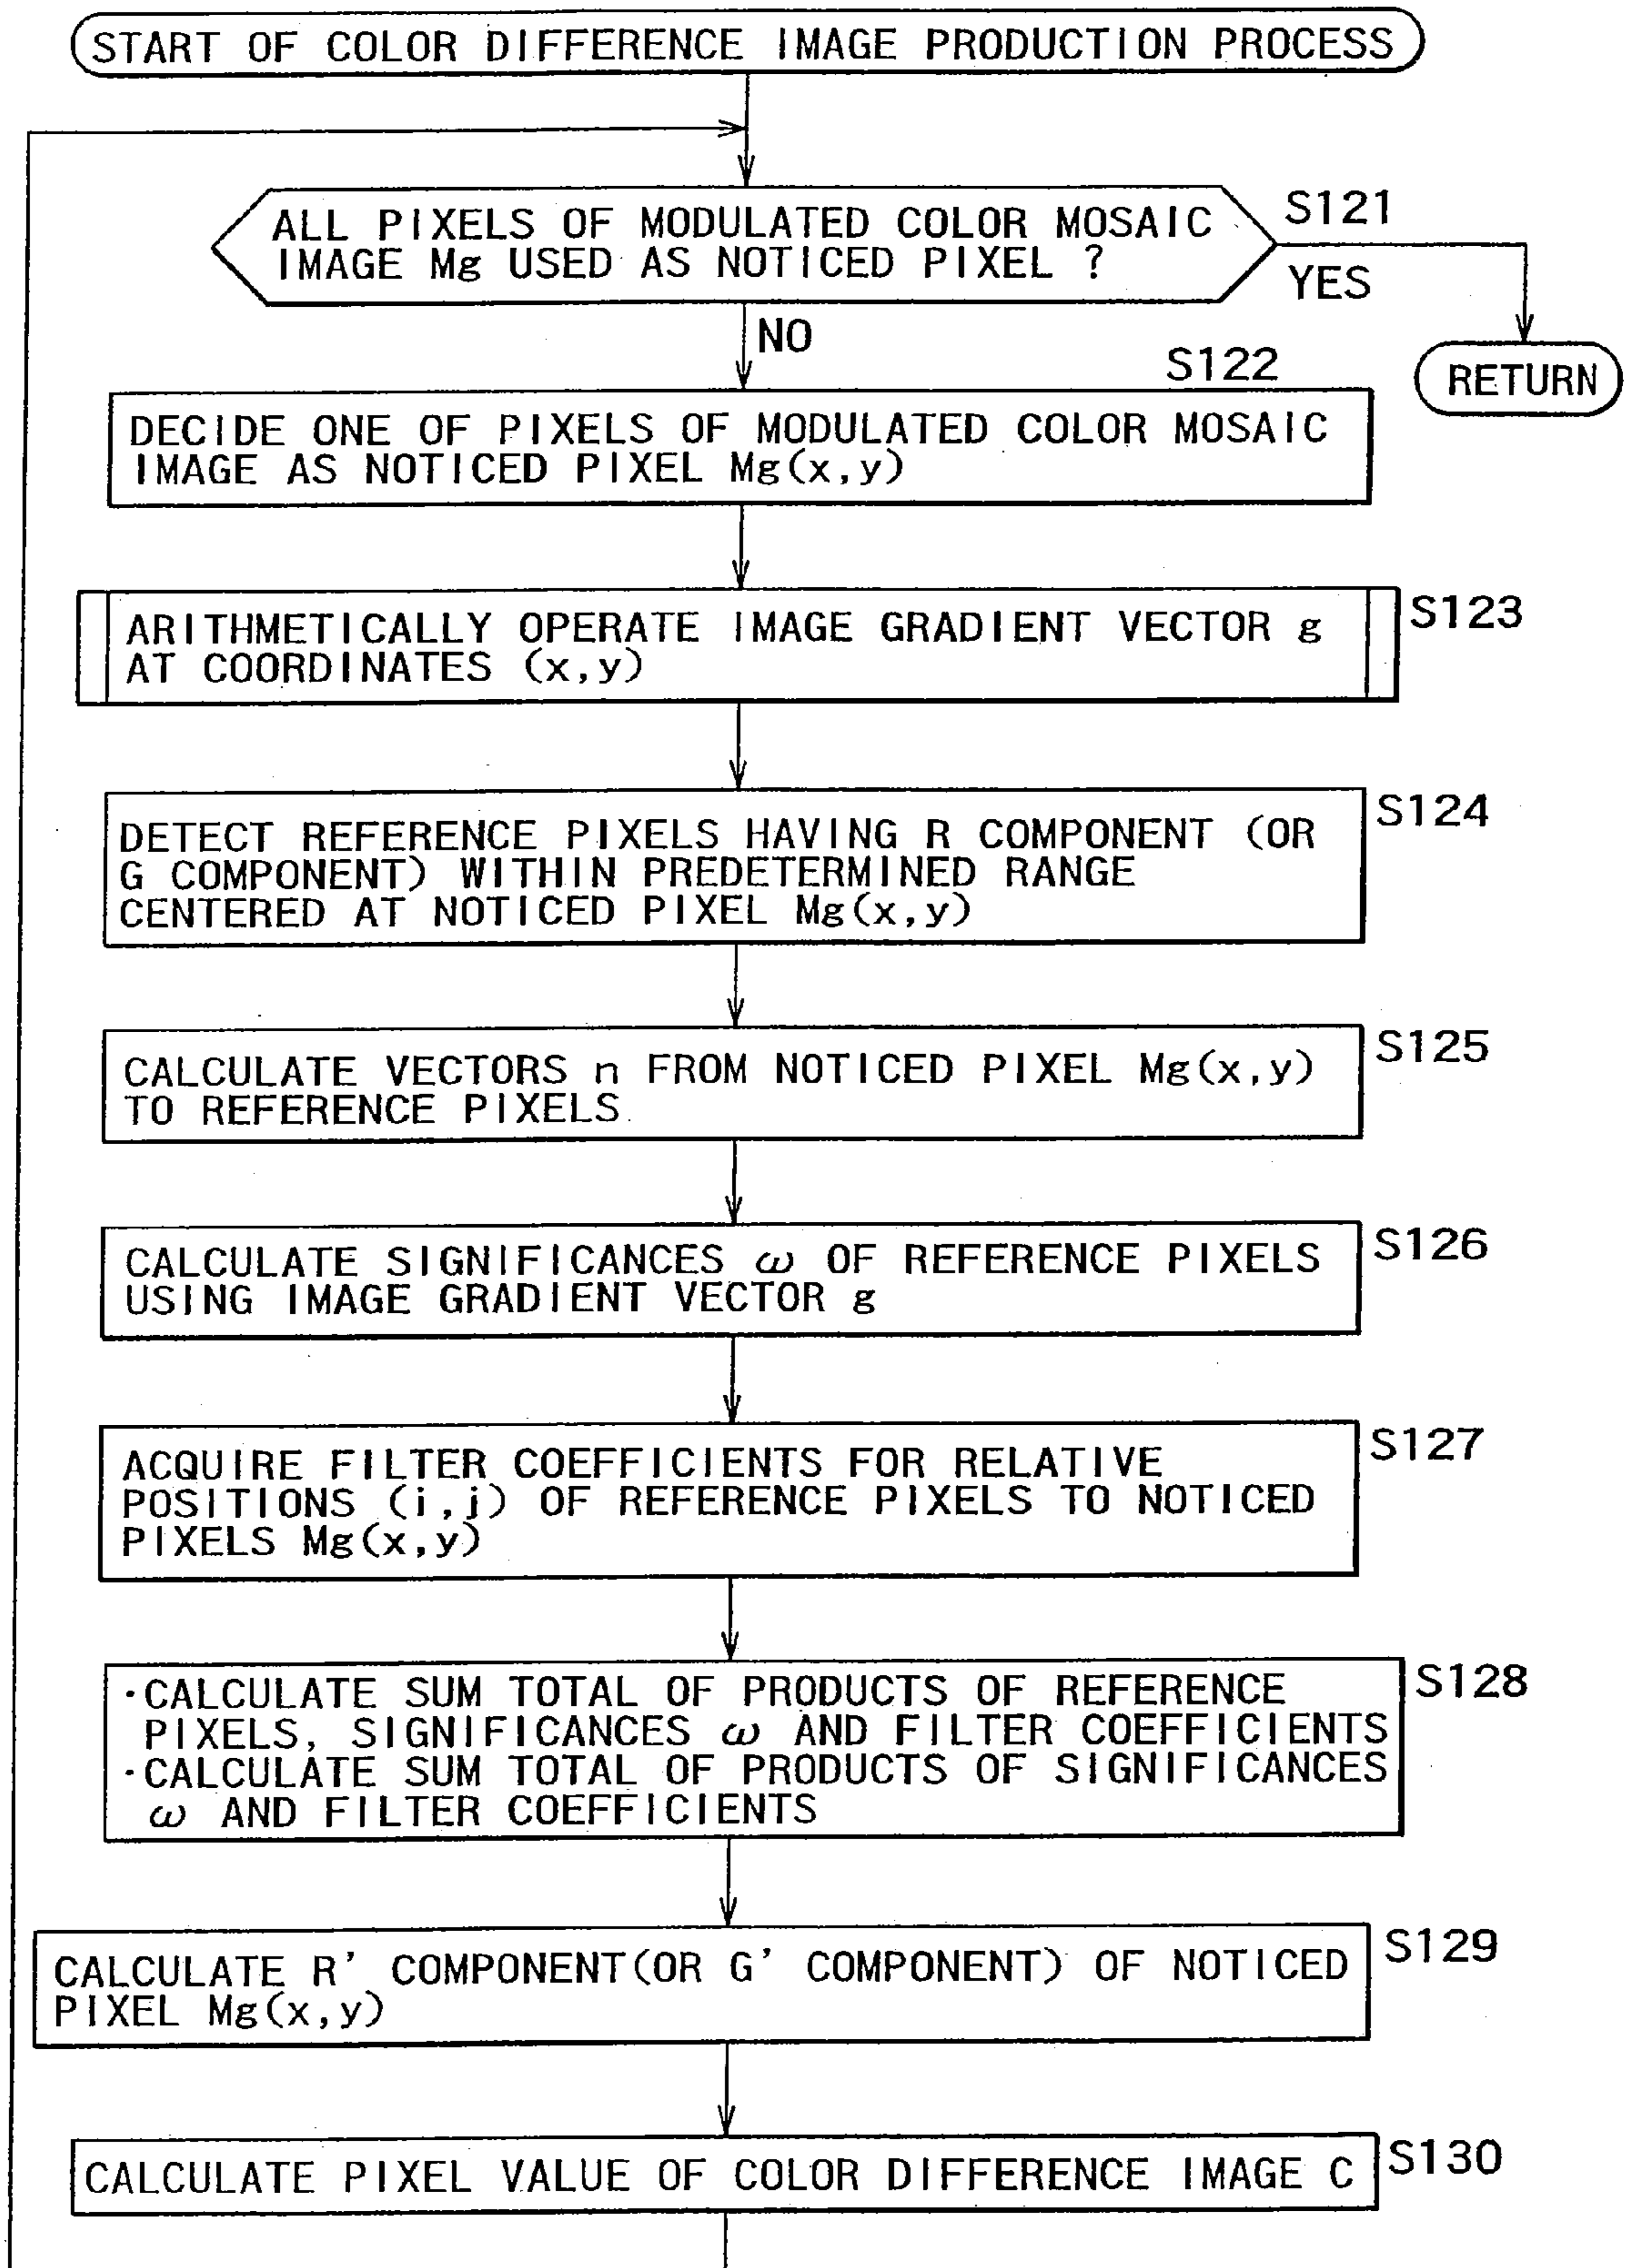 START OF COLOR DIFFERENCE IMAGE PRODUCTION PROCESS
ALL PIXELS OF MODULATED COLOR MOSAIC
IMAGE Mg USED AS NOTICED PIXEL ?
S121
YES
NO
RETURN
S122
DECIDE ONE OF PIXELS OF MODULATED COLOR MOSAIC
IMAGE AS NOTICED PIXEL Mg(x,y)
ARITHMETICALLY OPERATE IMAGE GRADIENT VECTOR g
AT COORDINATES (x,y)
S123
DETECT REFERENCE PIXELS HAVING R COMPONENT (OR
G COMPONENT) WITHIN PREDETERMINED RANGE
CENTERED AT NOTICED PIXEL Mg(x,y)
S124
CALCULATE VECTORS n FROM NOTICED PIXEL Mg(x,y)
TO REFERENCE PIXELS
S125
CALCULATE SIGNIFICANCES ω OF REFERENCE PIXELS
USING IMAGE GRADIENT VECTOR g
S126
ACQUIRE FILTER COEFFICIENTS FOR RELATIVE
POSITIONS (i,j) OF REFERENCE PIXELS TO NOTICED
PIXELS Mg(x,y)
S127
·CALCULATE SUM TOTAL OF PRODUCTS OF REFERENCE
PIXELS, SIGNIFICANCES ω AND FILTER COEFFICIENTS
·CALCULATE SUM TOTAL OF PRODUCTS OF SIGNIFICANCES
ω AND FILTER COEFFICIENTS
S128
CALCULATE R' COMPONENT(OR G' COMPONENT) OF NOTICED
PIXEL Mg(x,y)
S129
CALCULATE PIXEL VALUE OF COLOR DIFFERENCE IMAGE C
S130